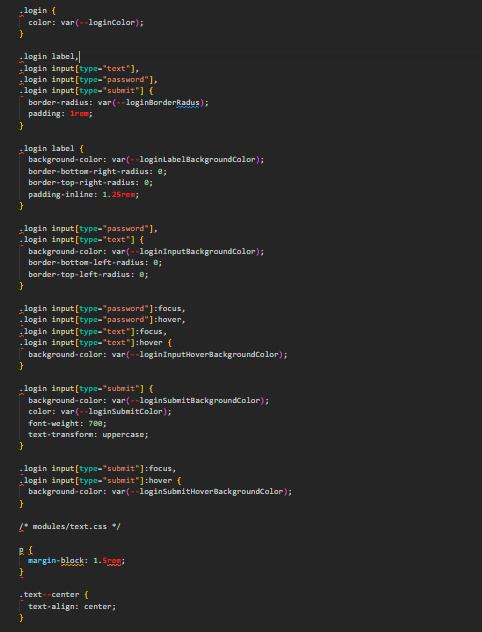 .login {
  color: var(--loginColor);
}

.login label,
.login input[type="text"],
.login input[type="password"],
.login input[type="submit"] {
  border-radius: var(--loginBorderRadus);
  padding: 1rem;
}

.login label {
  background-color: var(--loginLabelBackgroundColor);
  border-bottom-right-radius: 0;
  border-top-right-radius: 0;
  padding-inline: 1.25rem;
}

.login input[type="password"],
.login input[type="text"] {
  background-color: var(--loginInputBackgroundColor);
  border-bottom-left-radius: 0;
  border-top-left-radius: 0;
}

.login input[type="password"]:focus,
.login input[type="password"]:hover,
.login input[type="text"]:focus,
.login input[type="text"]:hover {
  background-color: var(--loginInputHoverBackgroundColor);
}

.login input[type="submit"] {
  background-color: var(--loginSubmitBackgroundColor);
  color: var(--loginSubmitColor);
  font-weight: 700;
  text-transform: uppercase;
}

.login input[type="submit"]:focus,
.login input[type="submit"]:hover {
  background-color: var(--loginSubmitHoverBackgroundColor);
}

/* modules/text.css */

p {
  margin-block: 1.5rem;
}

.text--center {
  text-align: center;
}